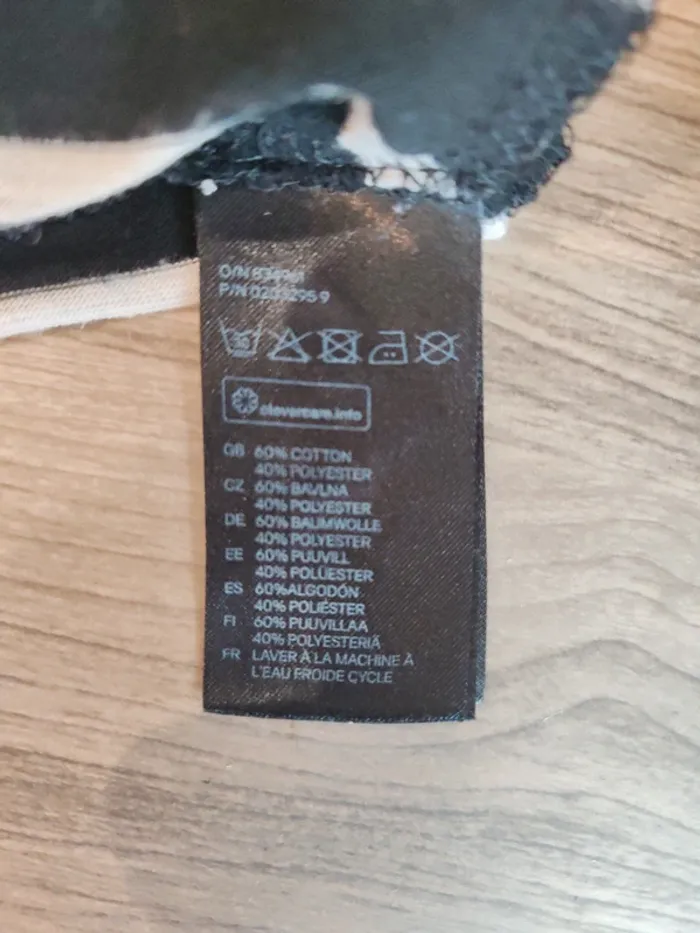 O/N
P/N
30
clevercare.info
GB 60% COTTON
40% POLYESTER
CZ 60% BAVLNA
40% POLYESTER
DE 60% BAUMWOLLE
40% POLYESTER
EE 60% PUUVILL
40% POLÜESTER
ES 60%ALGODÓN
40% POLIÉSTER
FI 60% PUUVILLAA
40% POLYESTERIÄ
FR LAVER À LA MACHINE À
L'EAU FROIDE CYCLE